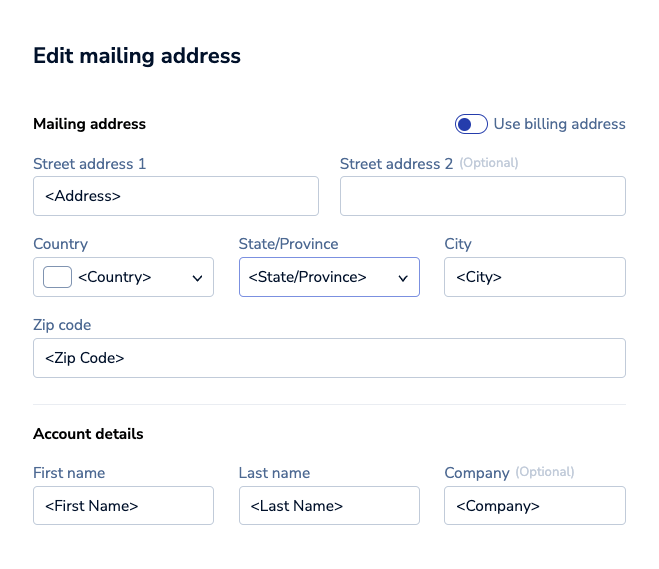 Edit mailing address
Mailing address
Use billing address
Street address 1
Street address 2 (Optional)
<Address>
Country
State/Province
City
<Country>
<State/Province>
<City>
Zip code
<Zip Code>
Account details
First name
Last name
Company (Optional)
<First Name>
<Last Name>
<Company>